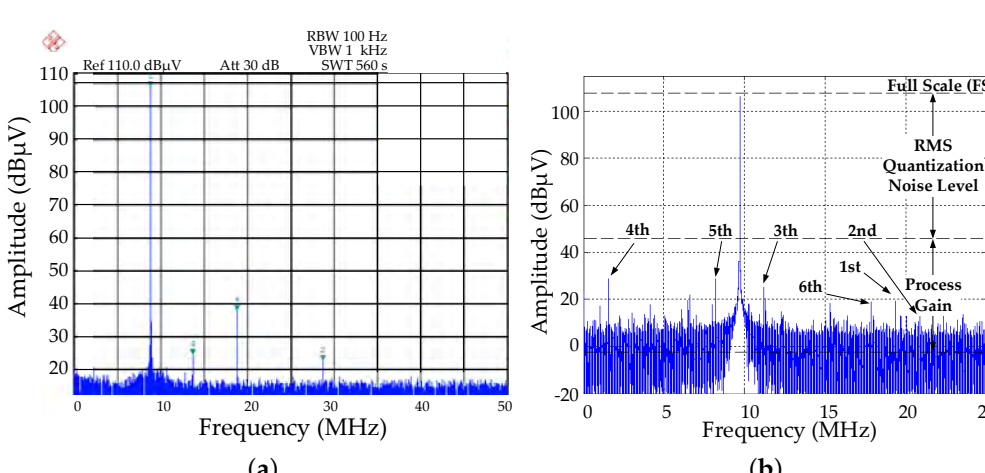 RBW 100 Hz
VBW 1 kHz
Ref 110.0 dBµV Att 30 dB SWT 560 s
110
100
90
80
70
60
50
40
30
20
Amplitude (dBµV)
0 10 20 30 40 50
Frequency (MHz)
(a)
Full Scale (FS
RMS
Quantization
Noise Level
4th 5th 3th 2nd
1st
6th
Process
Gain
100
80
60
40
20
0
-20
Amplitude (dBµV)
0 5 10 15 20 2
Frequency (MHz)
(b)